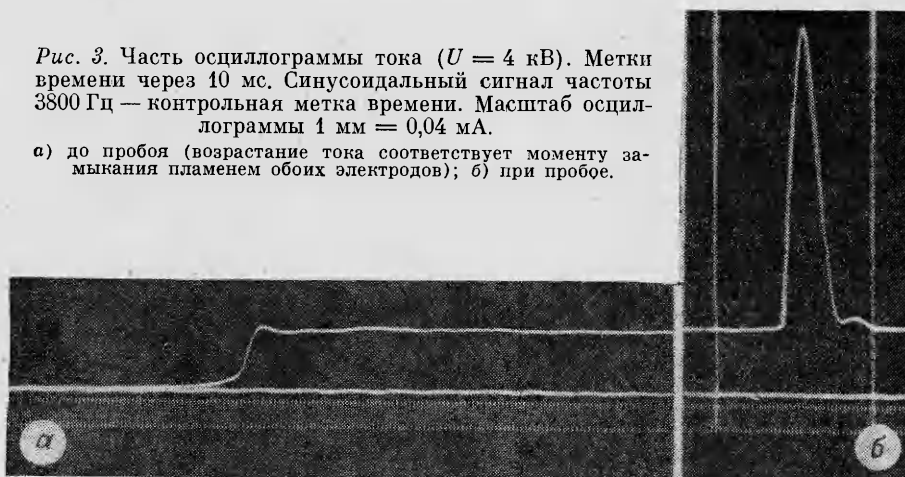 Рис. 3. Часть осциллограммы тока (U = 4 кВ). Метки
времени через 10 мс. Синусоидальный сигнал частоты
3800 Гц — контрольная метка времени. Масштаб осцил-
лограммы 1 мм = 0,04 мА.
а) до пробоя (возрастание тока соответствует моменту за-
мыкания пламенем обоих электродов); б) при пробое.
а
б